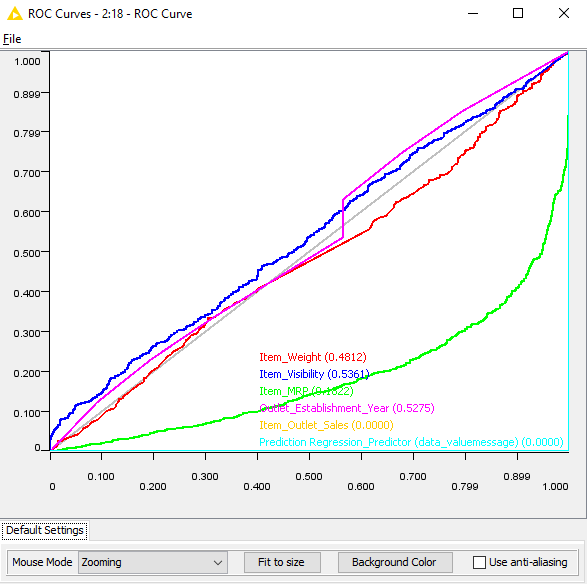 ROC Curves - 2:18 - ROC Curve
File
1.000
0.899
0.799
0.700
0.600
0.500
0.400
0.300
0.200
0.100
0
Item_Weight (0.4812)
Item_Visibility (0.5361)
Item_MRP (0.1822)
Outlet_Establishment_Year (0.5275)
Item_Outlet_Sales (0.0000)
Prediction Regression_Predictor (data_valuemessage) (0.0000)
0.100 0.300 0.500 0.700 0.899
0 0.200 0.400 0.600 0.799 1.000
Default Settings
Mouse Mode Zooming Fit to size Background Color Use anti-aliasing